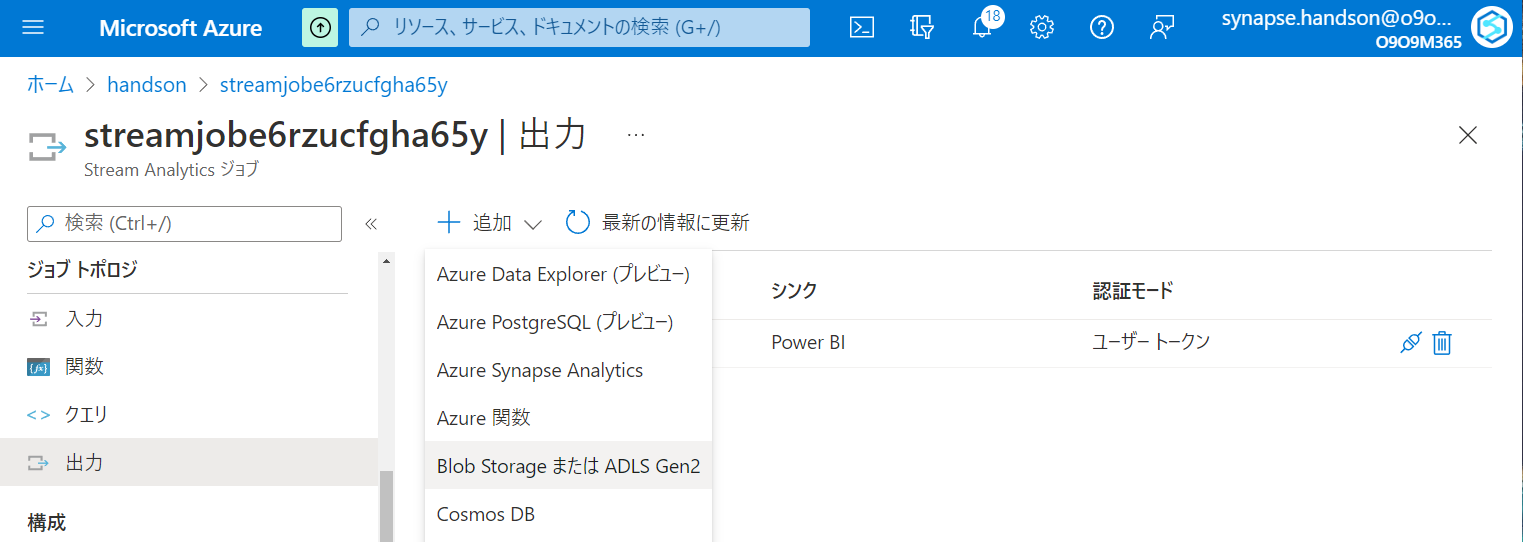 Microsoft Azure
リソース、サービス、ドキュメントの検索 (G+/)
18
synapse.handson@o9o...
O9O9M365
ホーム > handson > streamjobe6rzucfgha65y
streamjobe6rzucfgha65y | 出力 ...
Stream Analytics ジョブ
検索 (Ctrl+/)
«
追加
最新の情報に更新
ジョブ トポロジ
入力
{fx} 関数
<> クエリ
出力
構成
Azure Data Explorer (プレビュー)
Azure PostgreSQL (プレビュー)
Azure Synapse Analytics
Azure 関数
Blob Storage または ADLS Gen2
Cosmos DB
シンク 認証モード
Power BI ユーザー トークン